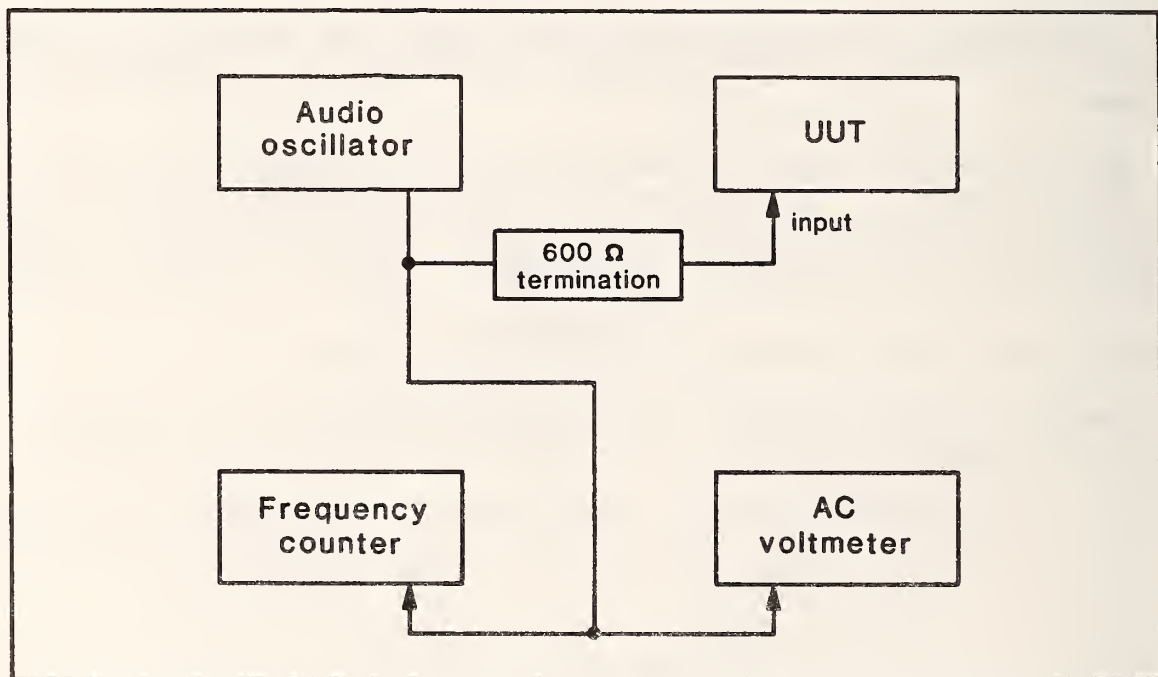 Audio
oscillator
UUT
input
600 Ω
termination
Frequency
counter
AC
voltmeter